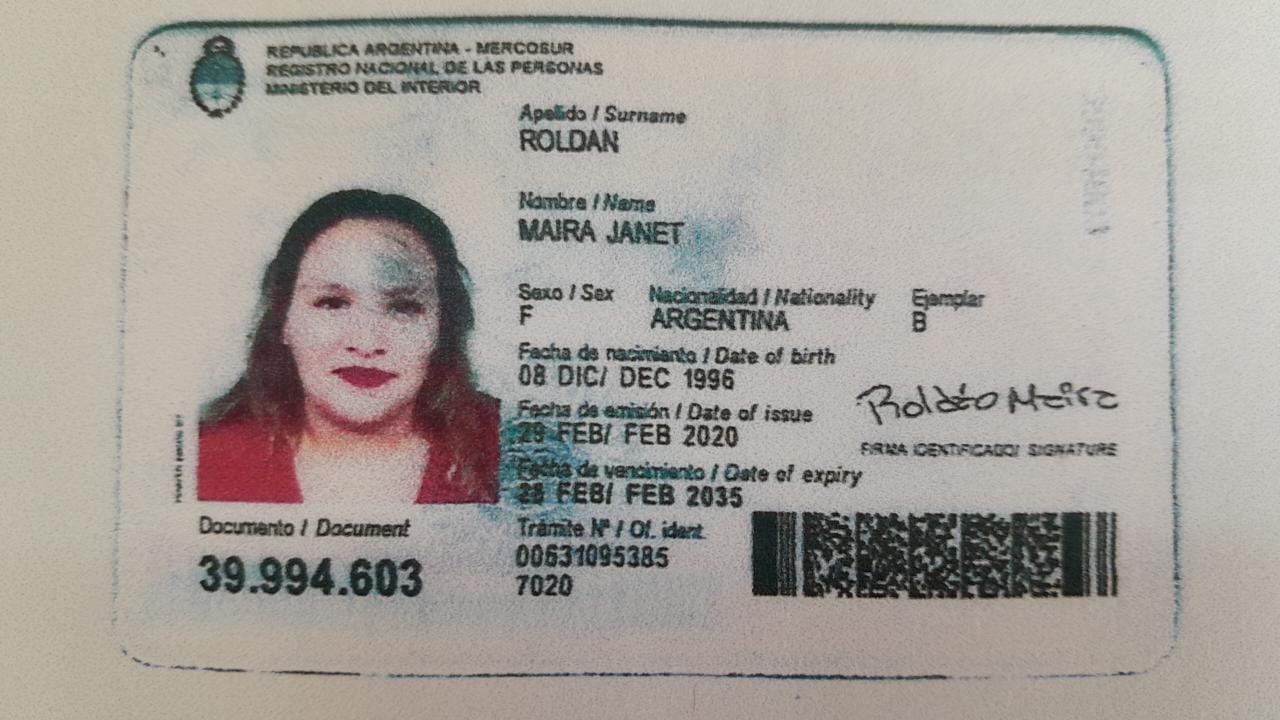 REPUBLICA ARGENTINA - MERCOSUR
REGISTRO NACIONAL DE LAS PERSONAS
MINISTERIO DEL INTERIOR
Apellido / Surname
ROLDAN
Nombre / Name
MAIRA JANET
Sexo / Sex Nacionalidad / Nationality Ejemplar
F ARGENTINA B
Fecha de nacimiento / Date of birth
08 DIC/ DEC 1996
Fecha de emisión / Date of issue
FEB/ FEB 2020
Roldán Maira
FIRMA IDENTIFICADO/ SIGNATURE
Fecha de vencimiento / Date of expiry
FEB/ FEB 2035
Documento / Document
39.994.603
Trámite Nº / Of. ident.
00631095385
7020